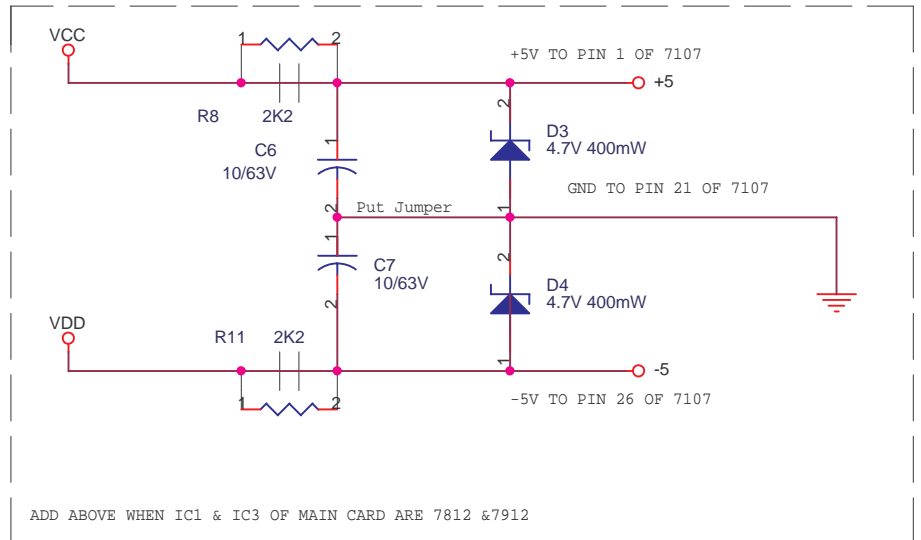 VCC
1 2
+5V TO PIN 1 OF 7107
+5
R8 2K2
2
D3
4.7V 400mW
C6
10/63V
1
GND TO PIN 21 OF 7107
2
Put Jumper
1
1
C7
10/63V
2
D4
4.7V 400mW
2
VDD
R11 2K2
1
-5
1 2
-5V TO PIN 26 OF 7107
ADD ABOVE WHEN IC1 & IC3 OF MAIN CARD ARE 7812 &7912